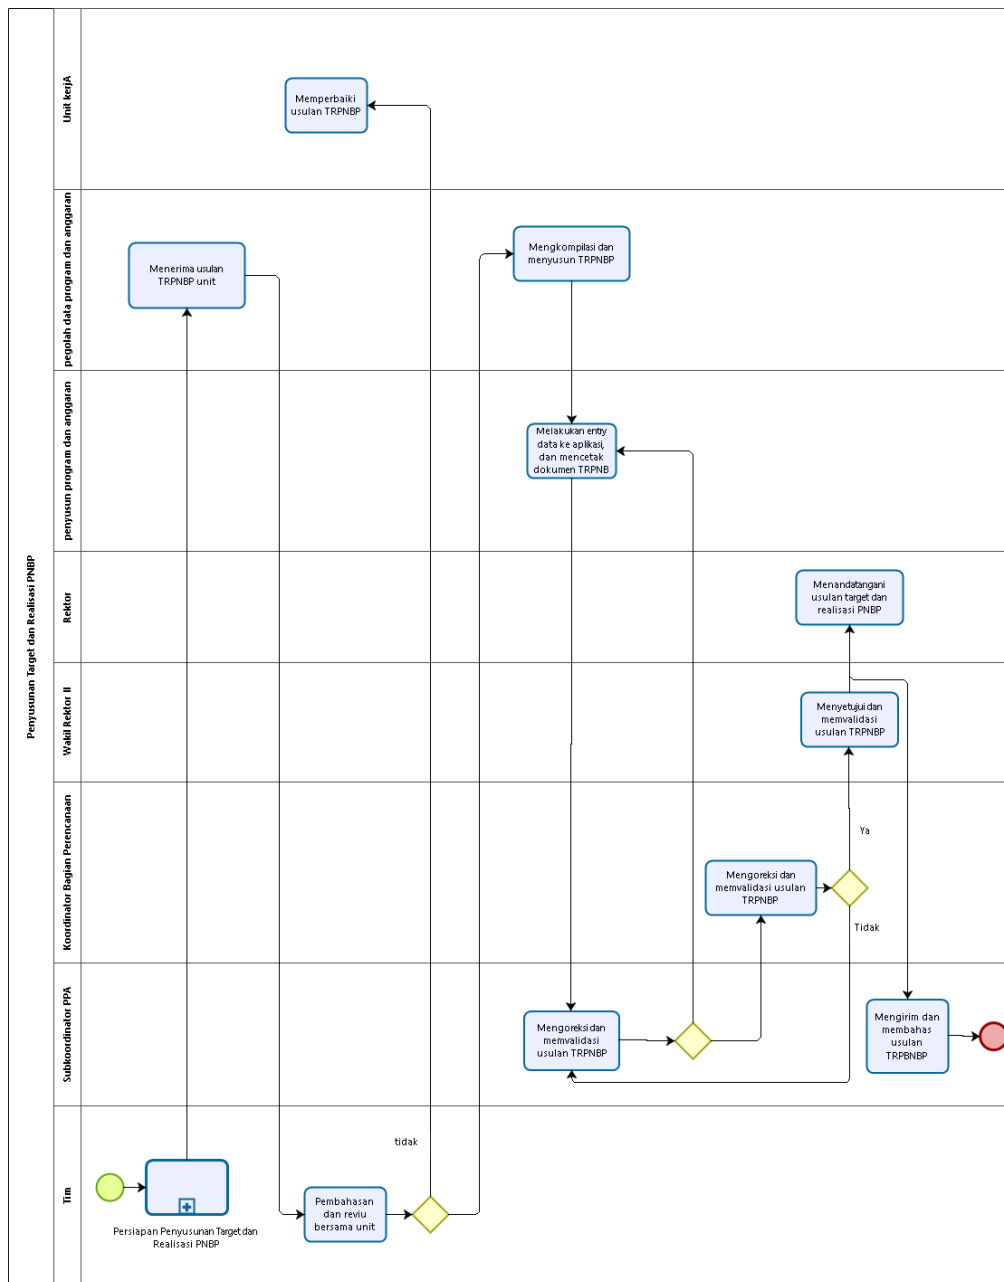 Penyusunan Target dan Realisasi PNBP
Unit kerjA
Memperbaiki
usulan TRPNBP
pegolah data program dan anggaran
Menerima usulan
TRPNBP unit
Mengkompilasi dan
menyusun TRPNBP
penyusun program dan anggaran
Melakukan entry
data ke aplikasi,
dan mencetak
dokumen TRPNB
Rektor
Menandatangani
usulan target dan
realisasi PNBP
Wakil Rektor II
Menyetujui dan
memvalidasi
usulan TRPNBP
Koordinator Bagian Perencanaan
Mengoreksi dan
memvalidasi usulan
TRPNBP
Ya
Tidak
Subkoordinator PPA
Mengoreksi dan
memvalidasi
usulan TRPNBP
Mengirim dan
membahas
usulan
TRPBNBP
Tim
tidak
Persiapan Penyusunan Target dan
Realisasi PNBP
Pembahasan
dan reviu
bersama unit